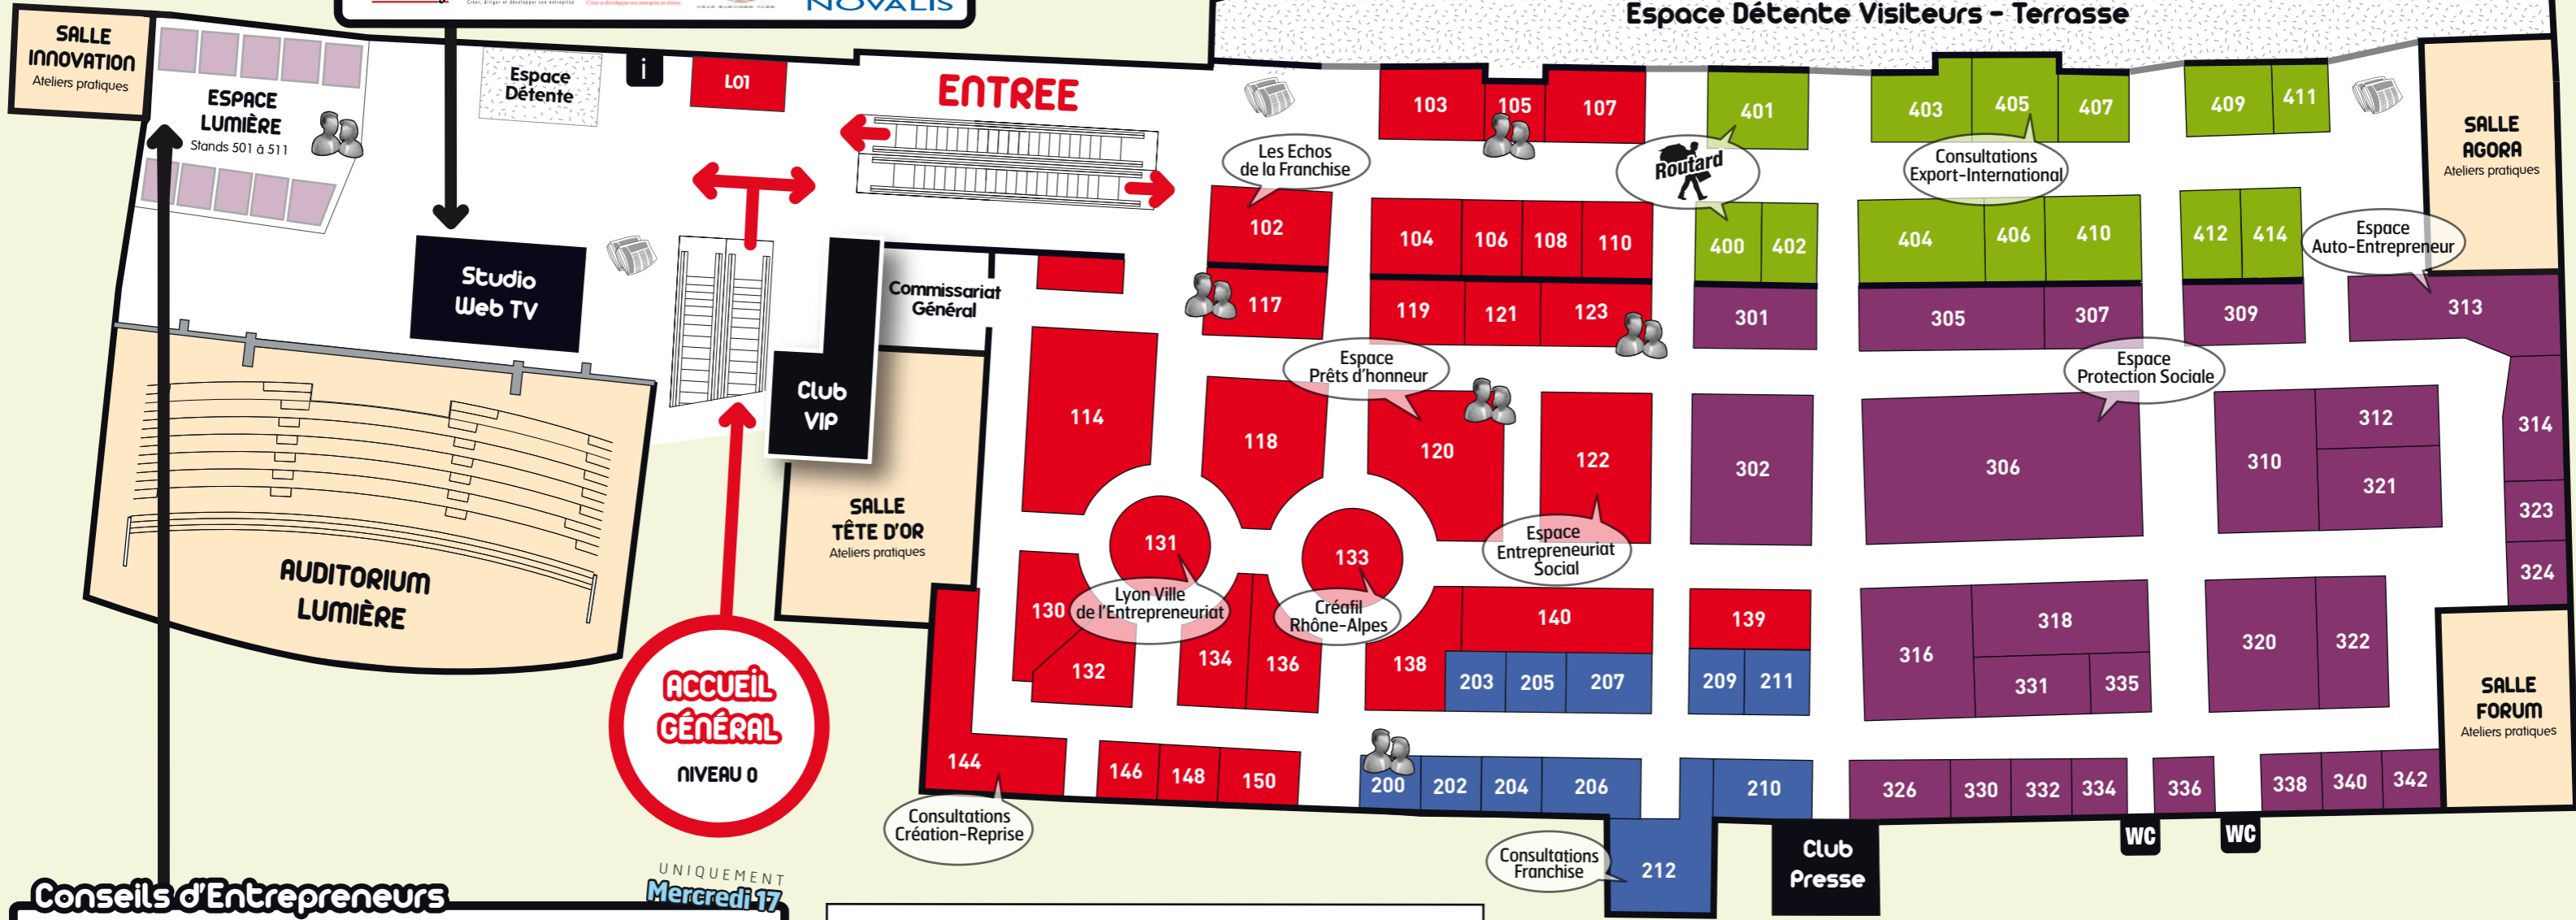 Créer, diriger et développer son entreprise
NOVALIS
Espace Détente Visiteurs - Terrasse
SALLE
INNOVATION
Ateliers pratiques
ESPACE
LUMIÈRE
Stands 501 à 511
Espace
Détente
i
L01
ENTREE
103
105
107
401
403
405
407
409
411
SALLE
AGORA
Ateliers pratiques
Les Echos
de la Franchise
Routard
Consultations
Export-International
102
104
106
108
110
400
402
404
406
410
412
414
Espace
Auto-Entrepreneur
Studio
Web TV
Commissariat
Général
117
119
121
123
301
305
307
309
313
Club
VIP
114
118
Espace
Prêts d'honneur
120
122
302
306
Espace
Protection Sociale
310
312
321
314
323
324
SALLE
TÊTE D'OR
Ateliers pratiques
131
133
Espace
Entrepreneuriat
Social
AUDITORIUM
LUMIÈRE
130
Lyon Ville
de l'Entrepreneuriat
Créafil
Rhône-Alpes
132
134
136
138
140
139
203
205
207
209
211
316
318
331
335
320
322
SALLE
FORUM
Ateliers pratiques
ACCUEIL
GÉNÉRAL
NIVEAU 0
144
146
148
150
200
202
204
206
210
326
330
332
334
336
338
340
342
Consultations
Création-Reprise
Consultations
Franchise
212
Club
Presse
WC
WC
UNIQUEMENT
Mercredi 17
Conseils d'Entrepreneurs